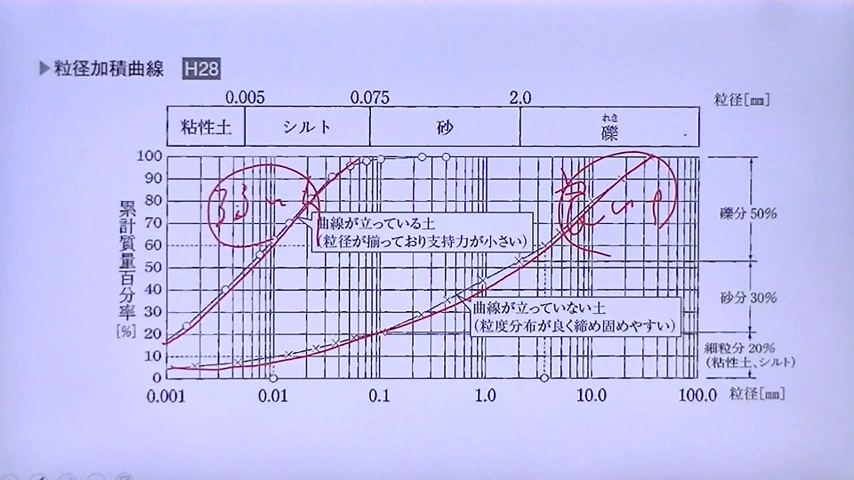 ▶粒径加積曲線 H28
0.005 0.075 2.0 粒径[㎜]
粘性土 シルト 砂 礫
れき
累計質量百分率[%]
100
90
80
70
60
50
40
30
20
10
0
曲線が立っている土
(粒径が揃っており支持力が小さい)
曲線が立っていない土
(粒度分布が良く締め固めやすい)
礫分 50%
砂分 30%
細粒分 20%
(粘性土、シルト)
0.001 0.01 0.1 1.0 10.0 100.0 粒径[㎜]